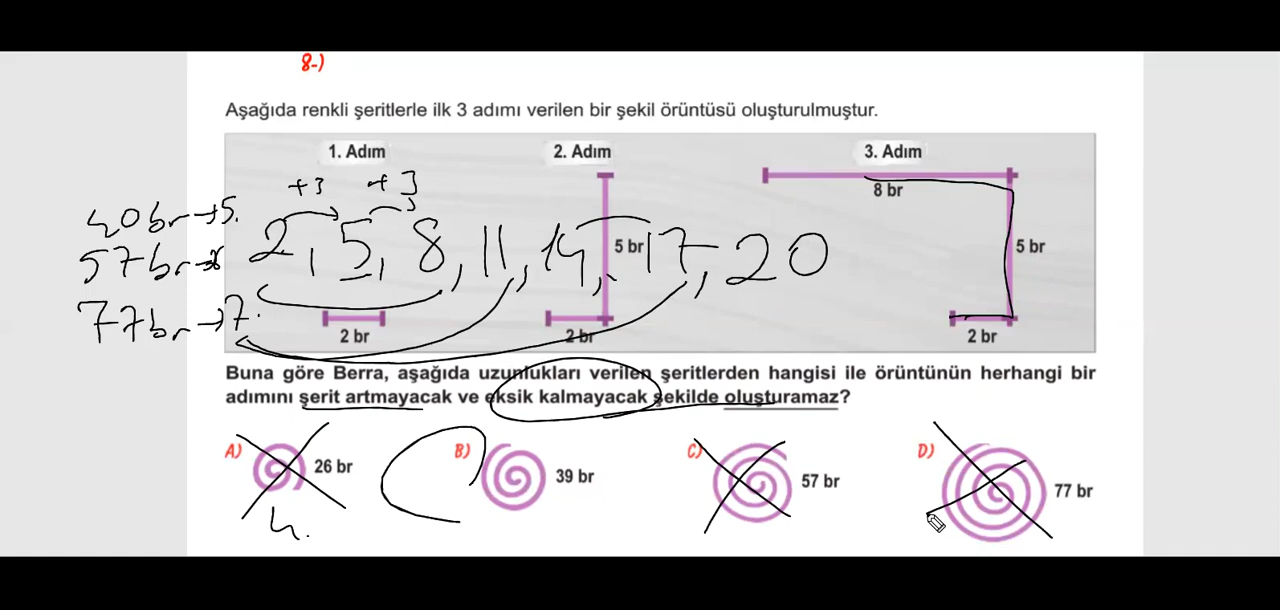 8-)
Aşağıda renkli şeritlerle ilk 3 adımı verilen bir şekil örüntüsü oluşturulmuştur.
1. Adım
2. Adım
3. Adım
+3 +3
8 br
40br→5.
2, 5, 8, 11, 14, 17, 20
5 br
5 br
57br→
77br→7.
2 br
2 br
2 br
Buna göre Berra, aşağıda uzunlukları verilen şeritlerden hangisi ile örüntünün herhangi bir
adımını şerit artmayacak ve eksik kalmayacak şekilde oluşturamaz?
A) 26 br
B) 39 br
C) 57 br
D) 77 br
4.